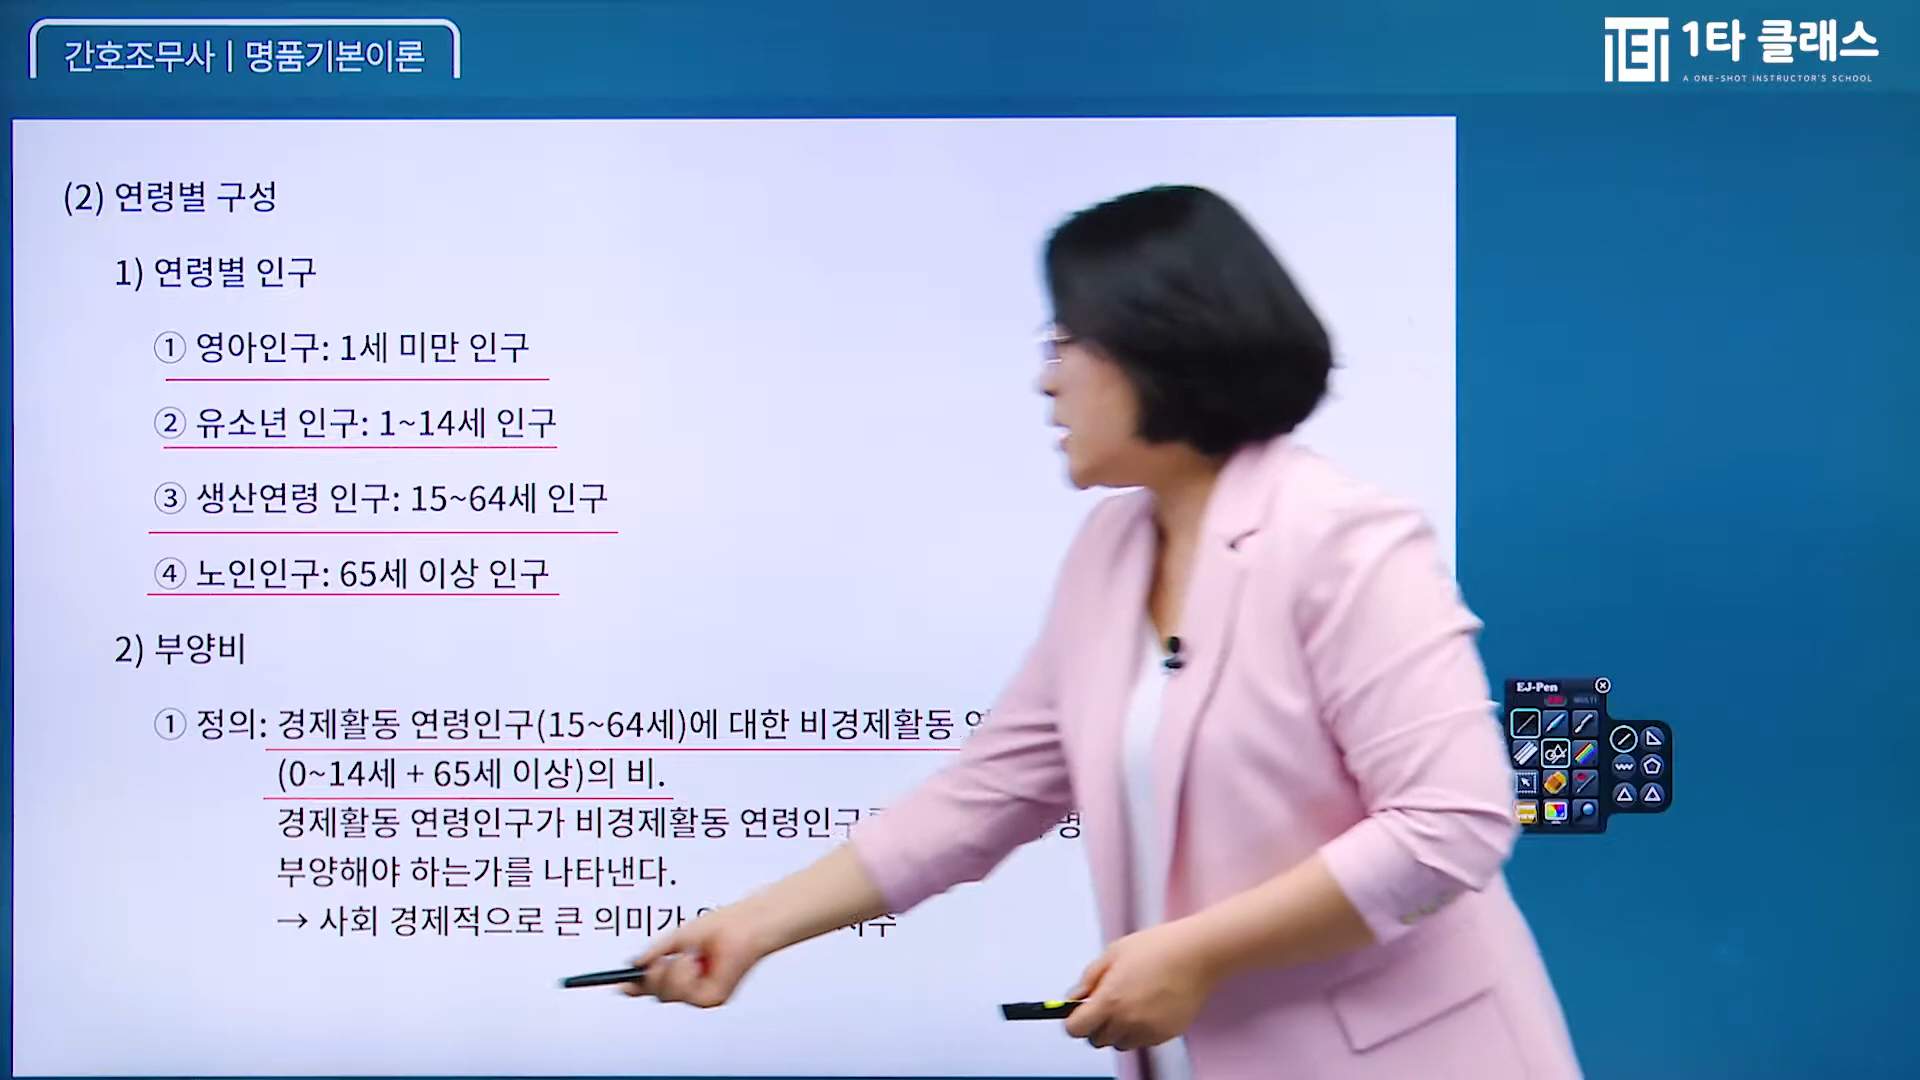 간호조무사 | 명품기본이론
1타 클래스
A ONE-SHOT INSTRUCTOR'S SCHOOL
(2) 연령별 구성
1) 연령별 인구
① 영아인구: 1세 미만 인구
② 유소년 인구: 1~14세 인구
③ 생산연령 인구: 15~64세 인구
④ 노인인구: 65세 이상 인구
2) 부양비
① 정의: 경제활동 연령인구(15~64세)에 대한 비경제활동
(0~14세 + 65세 이상)의 비.
경제활동 연령인구가 비경제활동 연령인구
부양해야 하는가를 나타낸다.
→ 사회 경제적으로 큰 의미가
EJ-Pen
MULTI